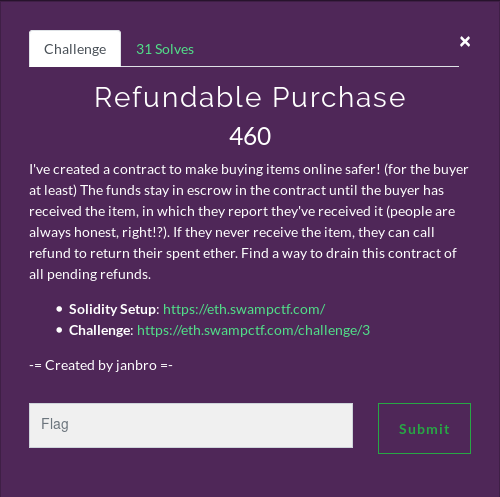 Challenge
31 Solves
×
Refundable Purchase
460
I've created a contract to make buying items online safer! (for the buyer
at least) The funds stay in escrow in the contract until the buyer has
received the item, in which they report they've received it (people are
always honest, right!?). If they never receive the item, they can call
refund to return their spent ether. Find a way to drain this contract of
all pending refunds.
• Solidity Setup: https://eth.swampctf.com/
• Challenge: https://eth.swampctf.com/challenge/3
-= Created by janbro =-
Flag
Submit